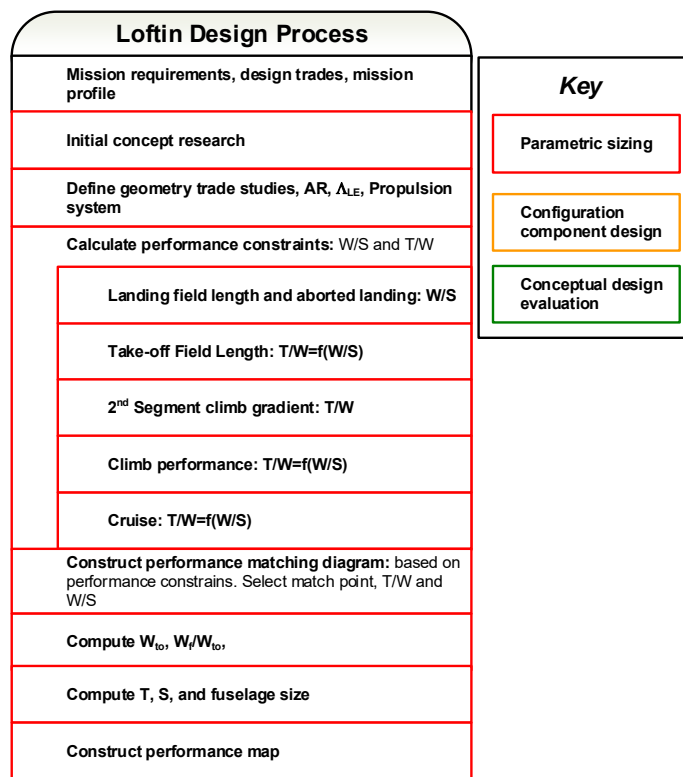 Loftin Design Process
Mission requirements, design trades, mission
profile
Initial concept research
Define geometry trade studies, AR, ΛLE, Propulsion
system
Calculate performance constraints: W/S and T/W
Landing field length and aborted landing: W/S
Take-off Field Length: T/W=f(W/S)
2nd Segment climb gradient: T/W
Climb performance: T/W=f(W/S)
Cruise: T/W=f(W/S)
Construct performance matching diagram: based on
performance constrains. Select match point, T/W and
W/S
Compute Wto, Wf/Wto,
Compute T, S, and fuselage size
Construct performance map
Key
Parametric sizing
Configuration
component design
Conceptual design
evaluation